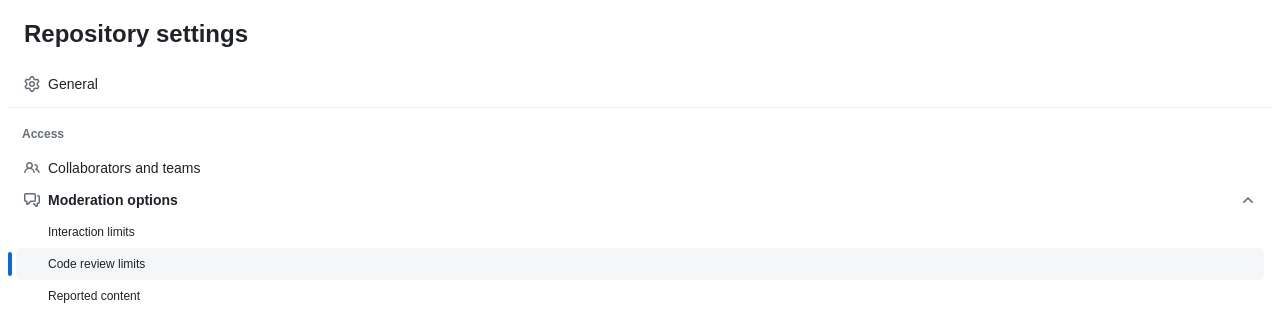 Repository settings
General
Access
Collaborators and teams
Moderation options
Interaction limits
Code review limits
Reported content